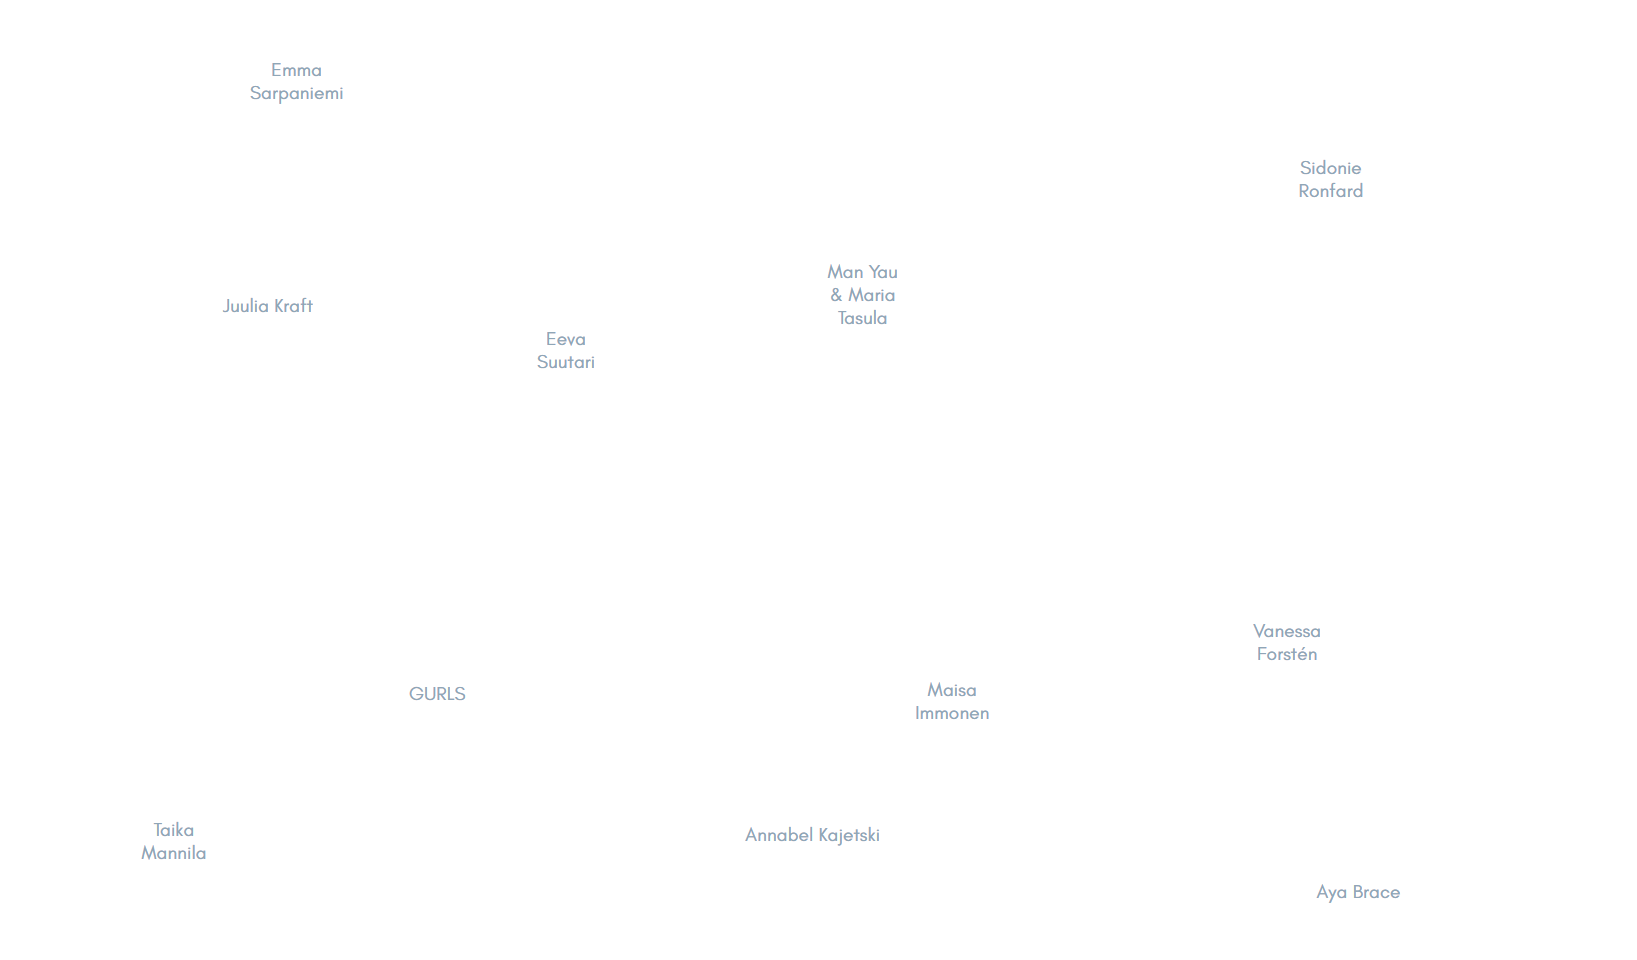 Emma
Sarpaniemi
Sidonie
Ronfard
Man Yau
& Maria
Tasula
Juulia Kraft
Eeva
Suutari
Vanessa
Forstén
GURLS
Maisa
Immonen
Taika
Mannila
Annabel Kajetski
Aya Brace